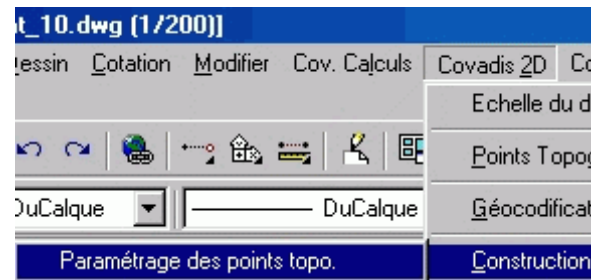 t_10.dwg (1/200)]
essin Cotation Modifier Cov. Calculs Covadis 2D Co
Echelle du d
Points Topo
DuCalque DuCalque Géocodificat
Paramétrage des points topo. Construction